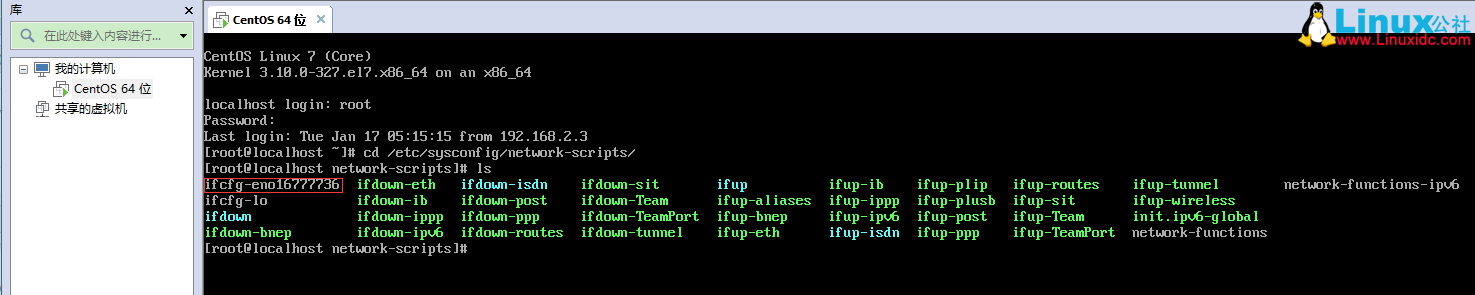 库
CentOS 64 位
Linux公社
www.Linuxidc.com
在此处键入内容进行...
我的计算机
CentOS 64 位
共享的虚拟机
CentOS Linux 7 (Core)
Kernel 3.10.0-327.el7.x86_64 on an x86_64
localhost login: root
Password:
Last login: Tue Jan 17 05:15:15 from 192.168.2.3
[root@localhost ~]# cd /etc/sysconfig/network-scripts/
[root@localhost network-scripts]# ls
ifcfg-eno16777736 ifdown-eth ifdown-isdn ifdown-sit ifup ifup-ib ifup-plip ifup-routes ifup-tunnel network-functions-ipv6
ifcfg-lo ifdown-ib ifdown-post ifdown-Team ifup-aliases ifup-ippp ifup-plusb ifup-sit ifup-wireless
ifdown ifdown-ippp ifdown-ppp ifdown-TeamPort ifup-bnep ifup-ipv6 ifup-post ifup-Team init.ipv6-global
ifdown-bnep ifdown-ipv6 ifdown-routes ifdown-tunnel ifup-eth ifup-isdn ifup-ppp ifup-TeamPort network-functions
[root@localhost network-scripts]#